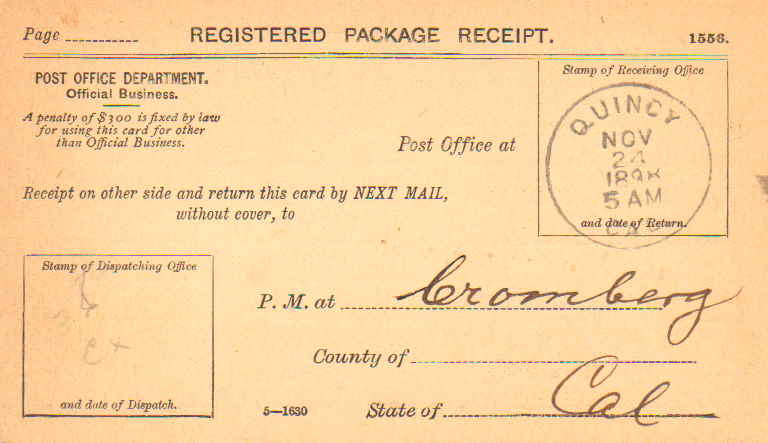 Page
REGISTERED PACKAGE RECEIPT.
1556.
POST OFFICE DEPARTMENT.
Official Business.
A penalty of $300 is fixed by law
for using this card for other
than Official Business.
Stamp of Receiving Office
QUINCY
NOV
24
1898
5 AM
CAL
and date of Return.
Post Office at
Receipt on other side and return this card by NEXT MAIL,
without cover, to
Stamp of Dispatching Office
and date of Dispatch.
P. M. at Cromberg
County of
5—1630
State of Cal